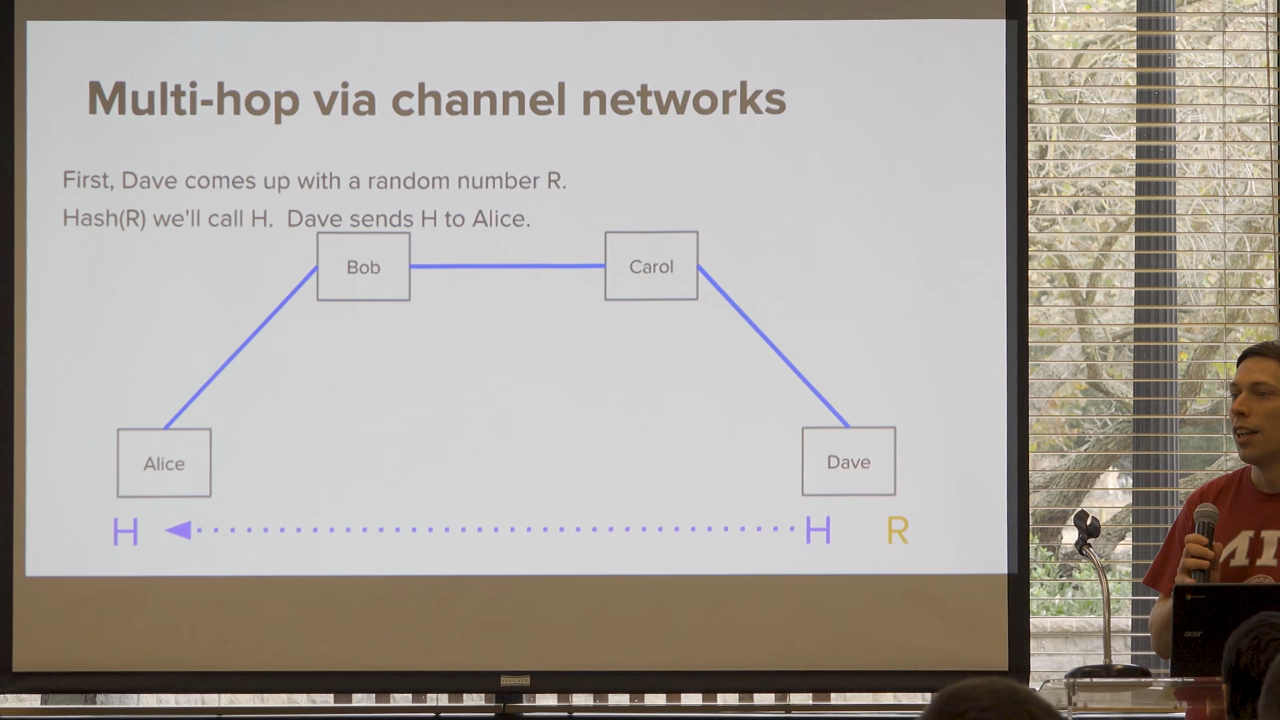 Multi-hop via channel networks
First, Dave comes up with a random number R.
Hash(R) we'll call H.  Dave sends H to Alice.
Bob
Carol
Alice
Dave
H
H
R
acer